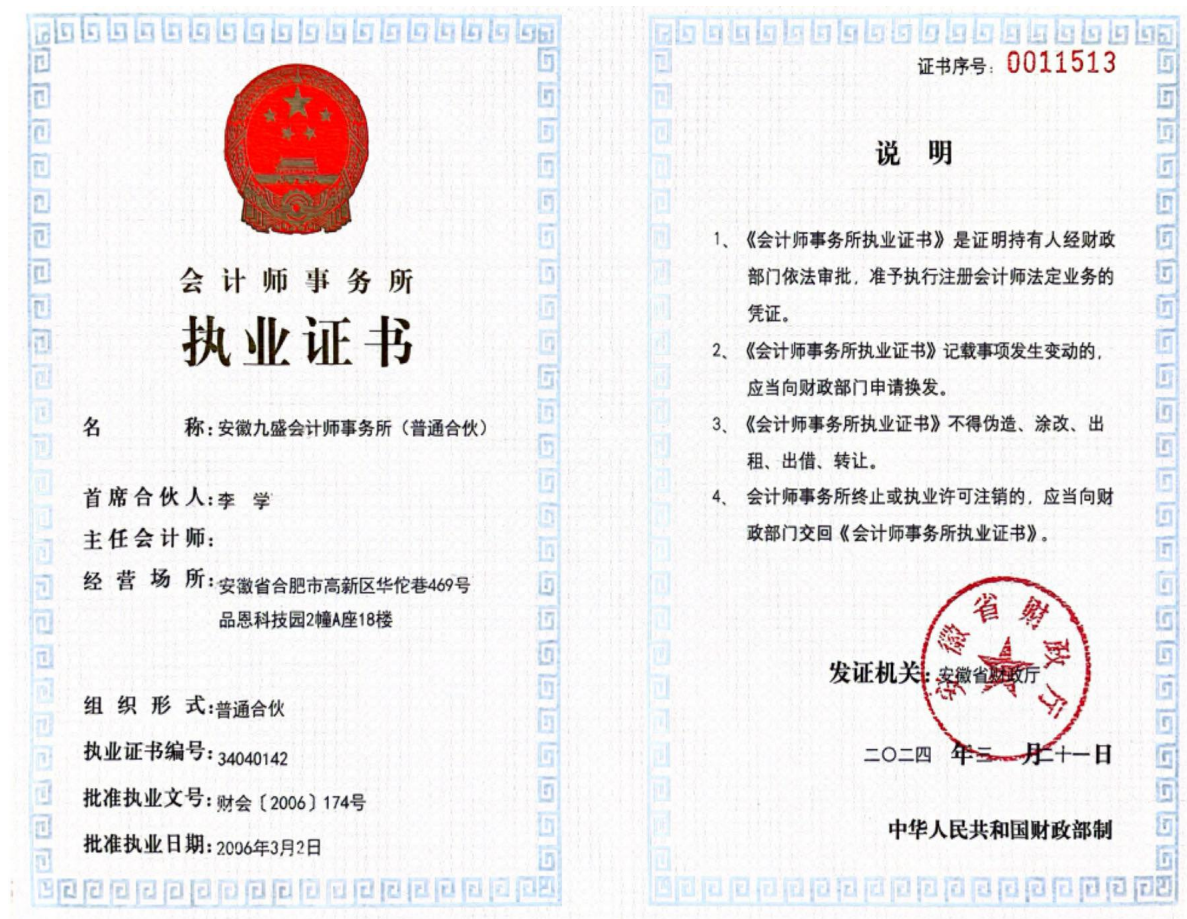 会计师事务所
执业证书
名 称:安徽九盛会计师事务所（普通合伙）
首席合伙人:李 学
主任会计师:
经营场所:安徽省合肥市高新区华佗巷469号
品恩科技园2幢A座18楼
组织形式:普通合伙
执业证书编号:34040142
批准执业文号:财会〔2006〕174号
批准执业日期:2006年3月2日
证书序号: 0011513
说 明
1、《会计师事务所执业证书》是证明持有人经财政
部门依法审批，准予执行注册会计师法定业务的
凭证。
2、《会计师事务所执业证书》记载事项发生变动的，
应当向财政部门申请换发。
3、《会计师事务所执业证书》不得伪造、涂改、出
租、出借、转让。
4、会计师事务所终止或执业许可注销的，应当向财
政部门交回《会计师事务所执业证书》。
安徽省财政厅
发证机关:安徽省财政厅
二〇二四 年 月二十一日
中华人民共和国财政部制